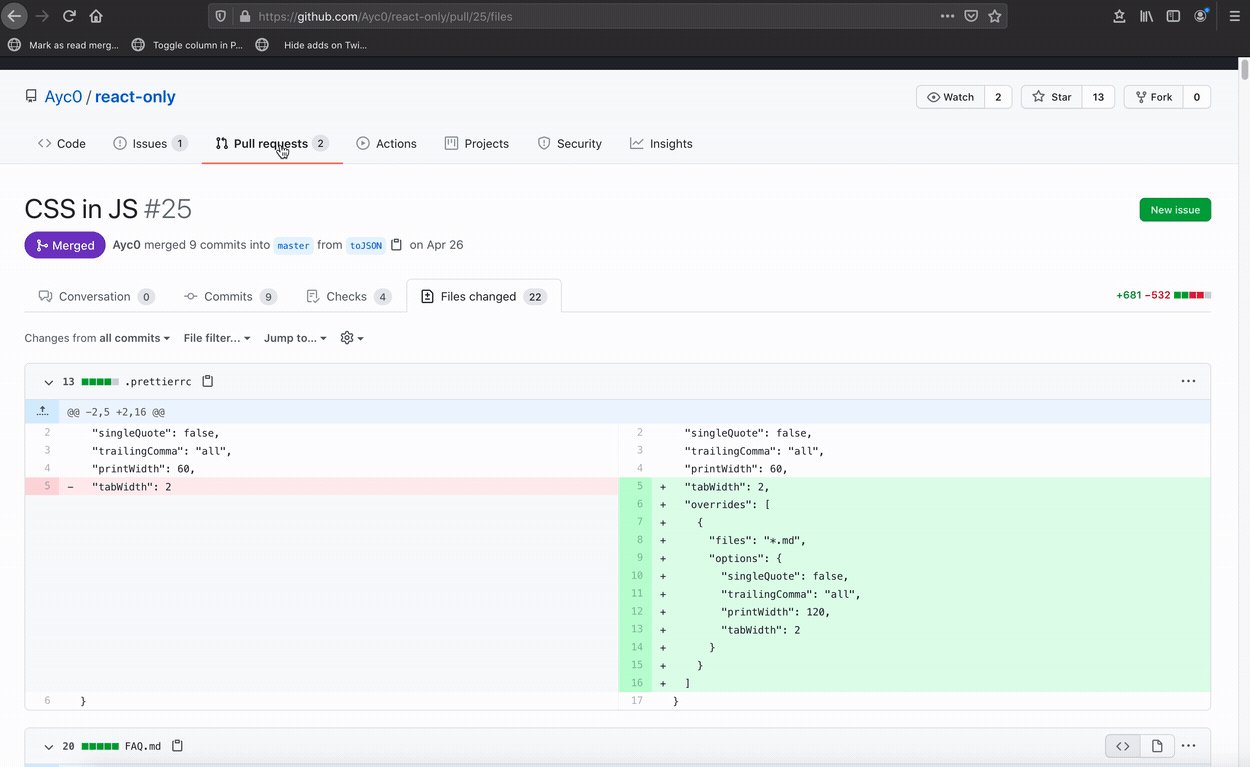 https://github.com/Ayc0/react-only/pull/25/files
Mark as read merg... Toggle column in P... Hide adds on Twi...
Ayc0 / react-only Watch 2 Star 13 Fork 0
Code Issues 1 Pull requests 2 Actions Projects Security Insights
CSS in JS #25 New issue
Merged Ayc0 merged 9 commits into master from toJSON on Apr 26
Conversation 0 Commits 9 Checks 4 Files changed 22 +681 −532
Changes from all commits File filter... Jump to...
13 .prettierrc
@@ -2,5 +2,16 @@
2 "singleQuote": false, 2 "singleQuote": false,
3 "trailingComma": "all", 3 "trailingComma": "all",
4 "printWidth": 60, 4 "printWidth": 60,
5 - "tabWidth": 2 5 + "tabWidth": 2,
6 + "overrides": [
7 + {
8 + "files": "*.md",
9 + "options": {
10 + "singleQuote": false,
11 + "trailingComma": "all",
12 + "printWidth": 120,
13 + "tabWidth": 2
14 + }
15 + }
16 + ]
6 } 17 }
20 FAQ.md